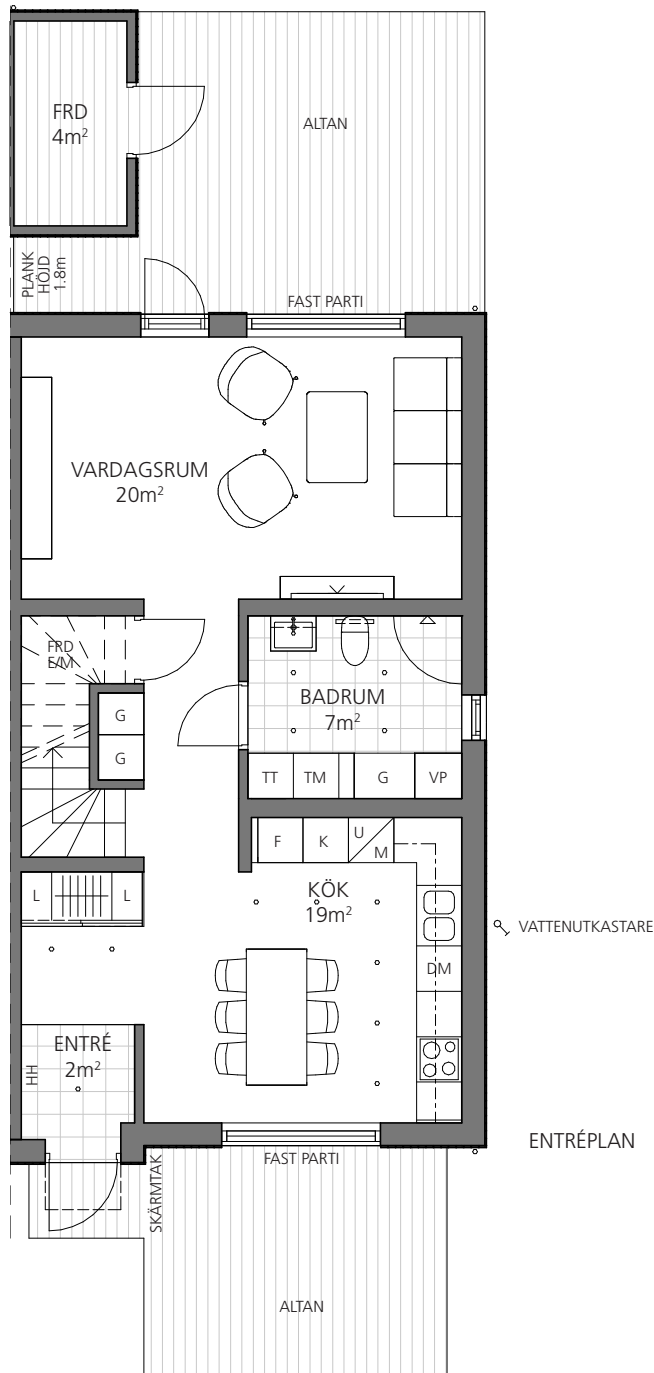 FRD
4m²
ALTAN
PLANK
HÖJD
1.8m
FAST PARTI
VARDAGSRUM
20m²
FRD
E/M
G
G
BADRUM
7m²
TT
TM
G
VP
F
K
U
M
KÖK
19m²
L
L
VATTENUTKASTARE
DM
ENTRÉ
2m²
HH
ENTRÉPLAN
FAST PARTI
SKÄRMTAK
ALTAN